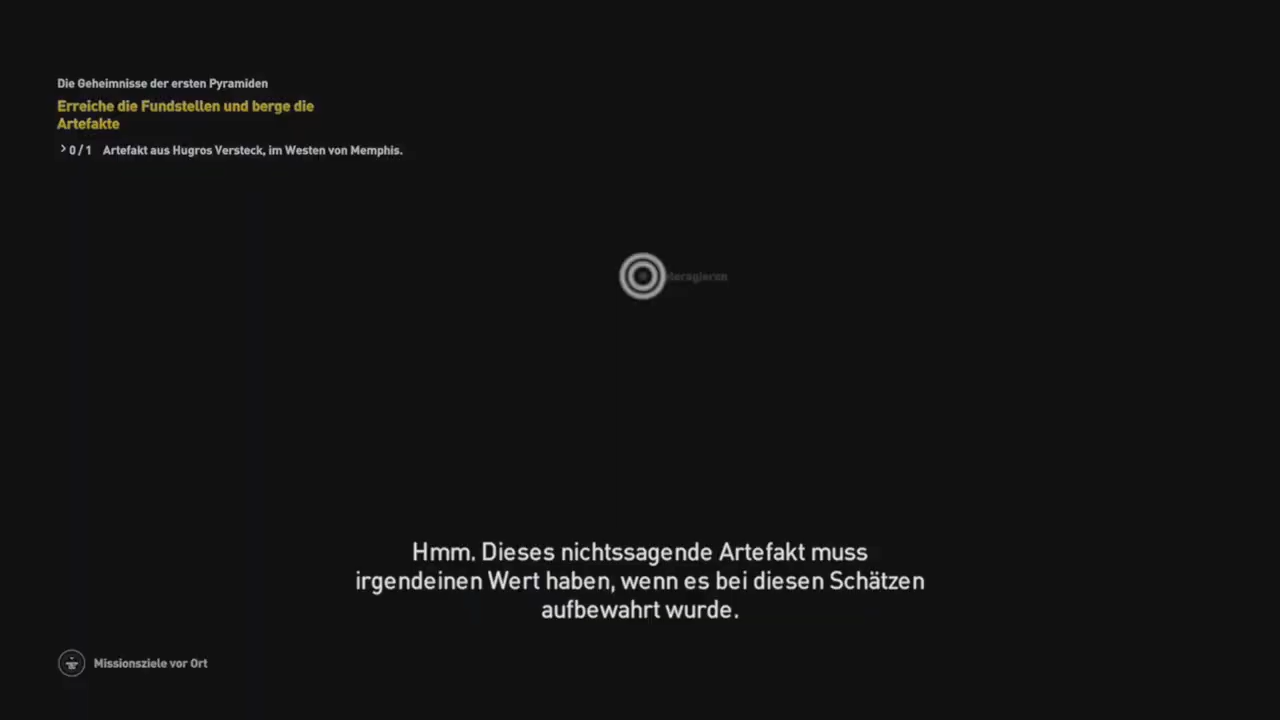 Die Geheimnisse der ersten Pyramiden
Erreiche die Fundstellen und berge die
Artefakte
> 0 / 1 Artefakt aus Hugros Versteck, im Westen von Memphis.
Hmm. Dieses nichtssagende Artefakt muss
irgendeinen Wert haben, wenn es bei diesen Schätzen
aufbewahrt wurde.
Missionsziele vor Ort